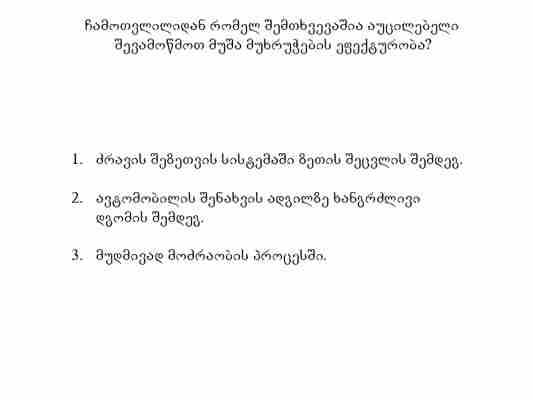 ჩამოთვლილიდან რომელ შემთხვევაშია აუცილებელი
შევამოწმოთ მუშა მუხრუჭების ეფექტურობა?
1. ძრავის შეზეთვის სისტემაში ზეთის შეცვლის შემდეგ.
2. ავტომობილის შენახვის ადგილზე ხანგრძლივი
დგომის შემდეგ.
3. მუდმივად მოძრაობის პროცესში.